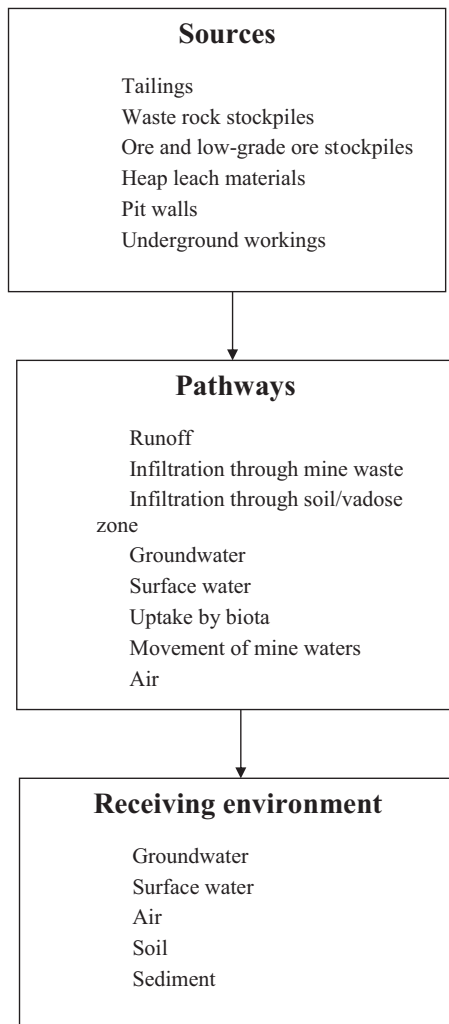 Sources
Tailings
Waste rock stockpiles
Ore and low-grade ore stockpiles
Heap leach materials
Pit walls
Underground workings
Pathways
Runoff
Infiltration through mine waste
Infiltration through soil/vadose
zone
Groundwater
Surface water
Uptake by biota
Movement of mine waters
Air
Receiving environment
Groundwater
Surface water
Air
Soil
Sediment